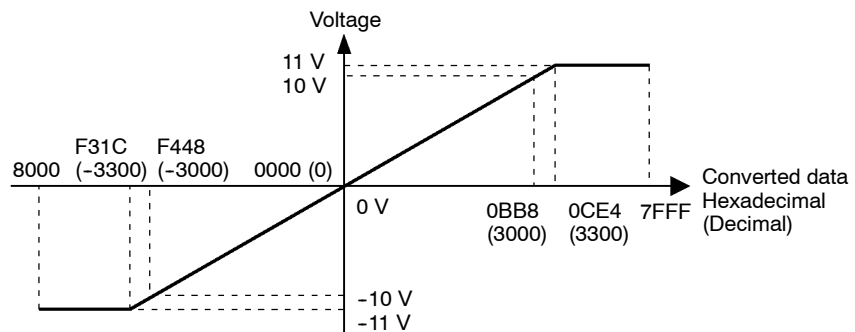 Voltage
11 V
10 V
F31C
(−3300)
F448
(−3000)
8000
0000 (0)
0 V
0BB8
(3000)
0CE4
(3300)
7FFF
Converted data
Hexadecimal
(Decimal)
−10 V
−11 V